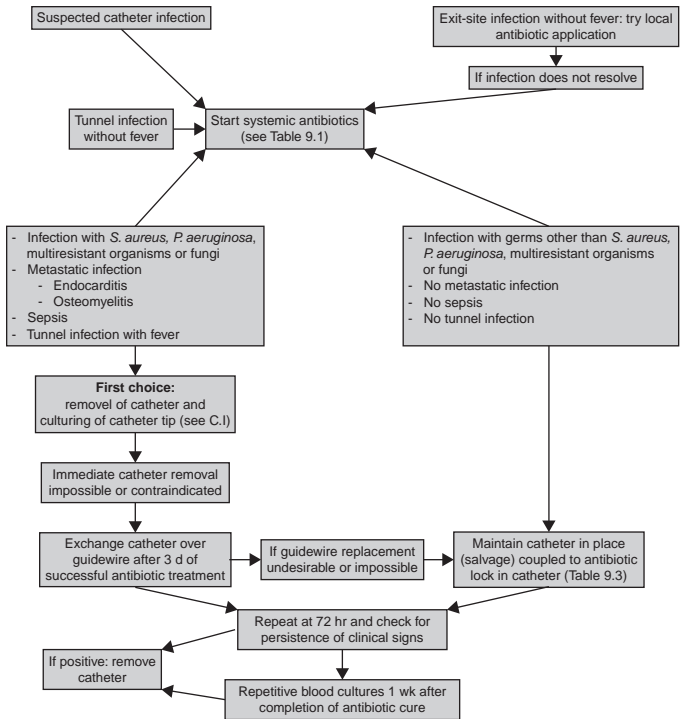 Suspected catheter infection
Exit-site infection without fever: try local
antibiotic application
If infection does not resolve
Tunnel infection
without fever
Start systemic antibiotics
(see Table 9.1)
- Infection with S. aureus, P. aeruginosa,
multiresistant organisms or fungi
- Metastatic infection
- Endocarditis
- Osteomyelitis
- Sepsis
- Tunnel infection with fever
- Infection with germs other than S. aureus,
P. aeruginosa, multiresistant organisms
or fungi
- No metastatic infection
- No sepsis
- No tunnel infection
First choice:
removel of catheter and
culturing of catheter tip (see C.I)
Immediate catheter removal
impossible or contraindicated
Exchange catheter over
guidewire after 3 d of
successful antibiotic treatment
If guidewire replacement
undesirable or impossible
Maintain catheter in place
(salvage) coupled to antibiotic
lock in catheter (Table 9.3)
Repeat at 72 hr and check for
persistence of clinical signs
If positive: remove
catheter
Repetitive blood cultures 1 wk after
completion of antibiotic cure